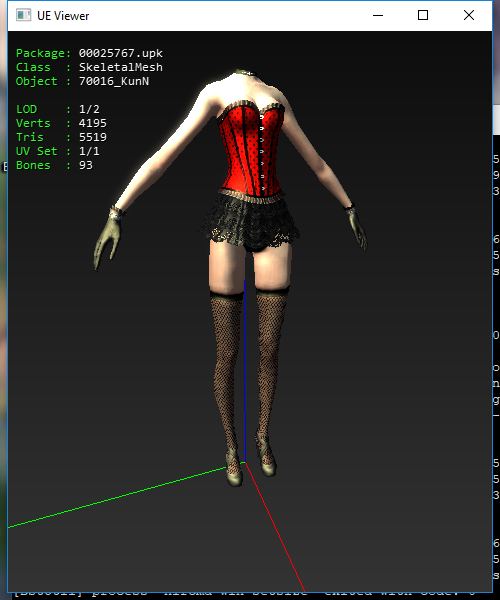 UE Viewer
Package: 00025767.upk
Class : SkeletalMesh
Object : 70016_KunN
LOD : 1/2
Verts : 4195
Tris : 5519
UV Set : 1/1
Bones : 93